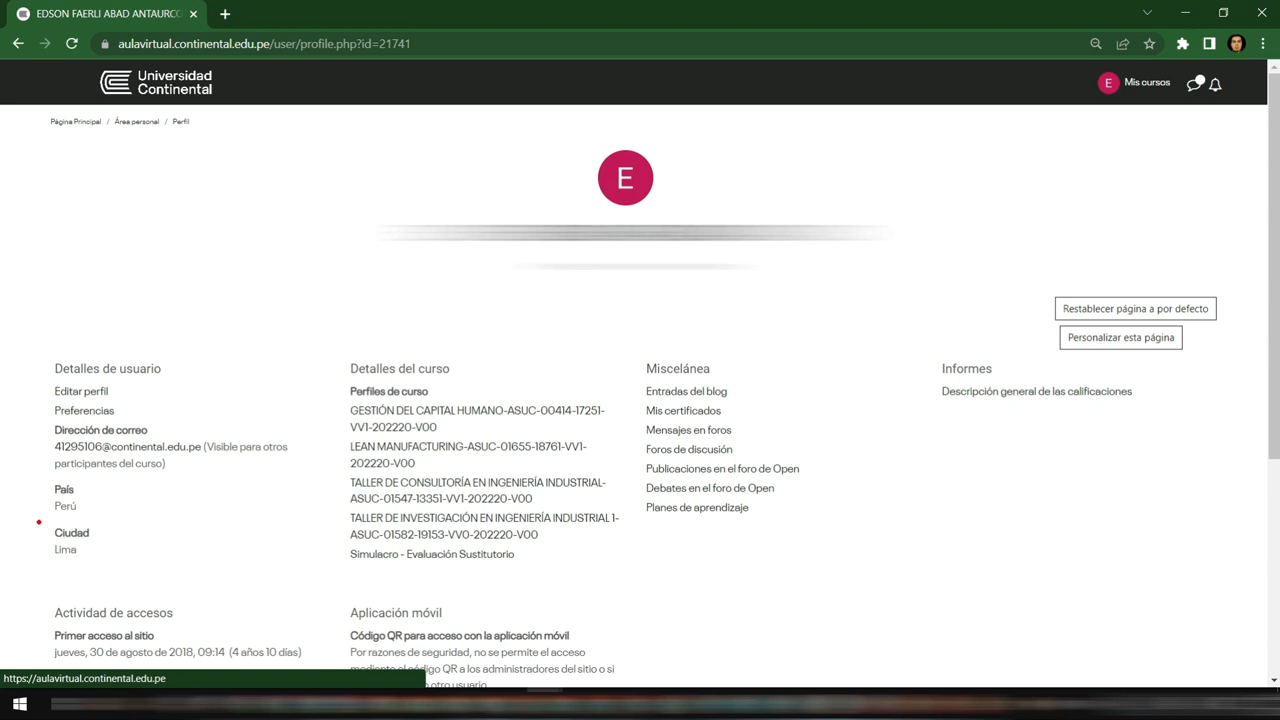 EDSON FAERLI ABAD ANTAURCO
aulavirtual.continental.edu.pe/user/profile.php?id=21741
Universidad
Continental
E
Mis cursos
Página Principal / Área personal / Perfil
E
Restablecer página a por defecto
Personalizar esta página
Detalles de usuario
Editar perfil
Preferencias
Dirección de correo
41295106@continental.edu.pe (Visible para otros
participantes del curso)
País
Perú
Ciudad
Lima
Detalles del curso
Perfiles de curso
GESTIÓN DEL CAPITAL HUMANO-ASUC-00414-17251-
VV1-202220-V00
LEAN MANUFACTURING-ASUC-01655-18761-VV1-
202220-V00
TALLER DE CONSULTORÍA EN INGENIERÍA INDUSTRIAL-
ASUC-01547-13351-VV1-202220-V00
TALLER DE INVESTIGACIÓN EN INGENIERÍA INDUSTRIAL 1-
ASUC-01582-19153-VV0-202220-V00
Simulacro - Evaluación Sustitutorio
Miscelánea
Entradas del blog
Mis certificados
Mensajes en foros
Foros de discusión
Publicaciones en el foro de Open
Debates en el foro de Open
Planes de aprendizaje
Informes
Descripción general de las calificaciones
Actividad de accesos
Primer acceso al sitio
jueves, 30 de agosto de 2018, 09:14 (4 años 10 días)
Aplicación móvil
Código QR para acceso con la aplicación móvil
Por razones de seguridad, no se permite el acceso
mediante el código QR a los administradores del sitio o si
otro usuario.
https://aulavirtual.continental.edu.pe